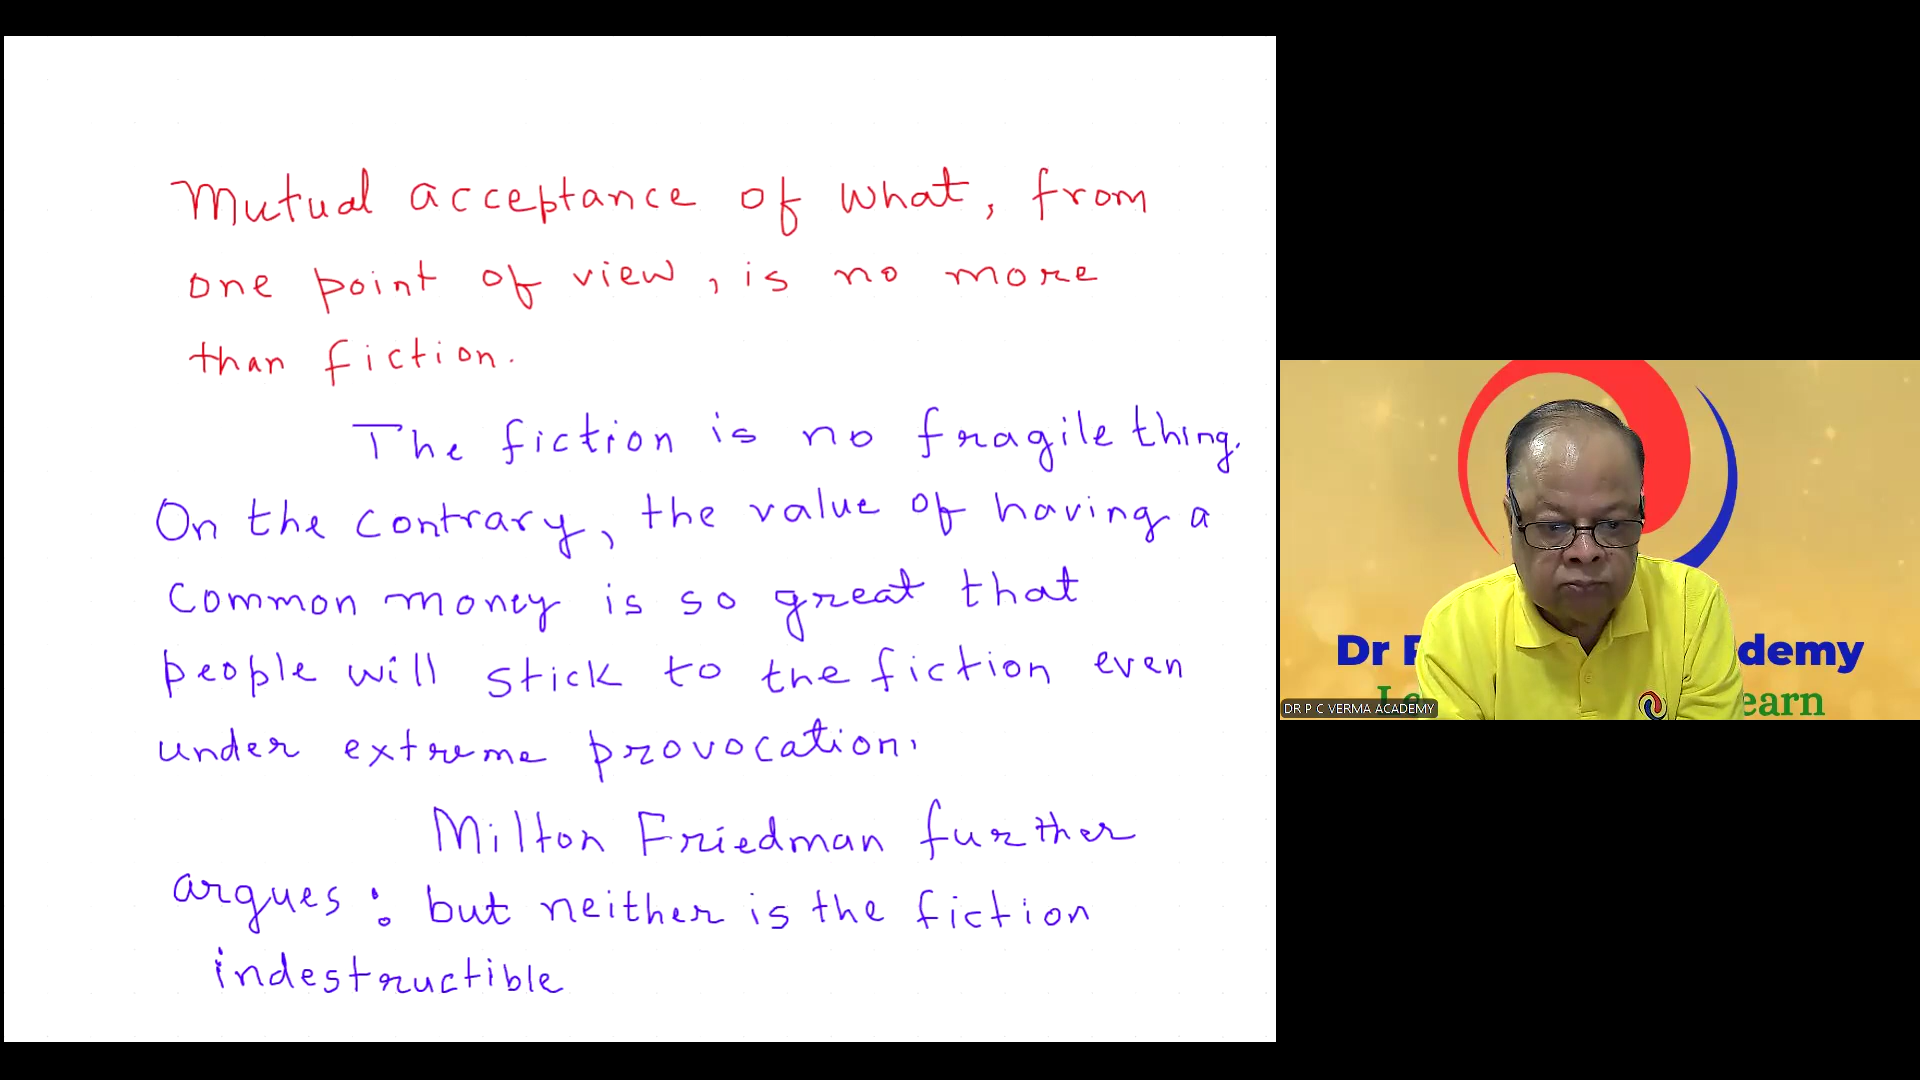 Mutual acceptance of what, from
one point of view, is no more
than fiction.
The fiction is no fragile thing.
On the contrary, the value of having a
common money is so great that
people will stick to the fiction even
under extreme provocation.
Milton Friedman further
argues: but neither is the fiction
indestructible
Dr P demy
Le earn
DR P C VERMA ACADEMY